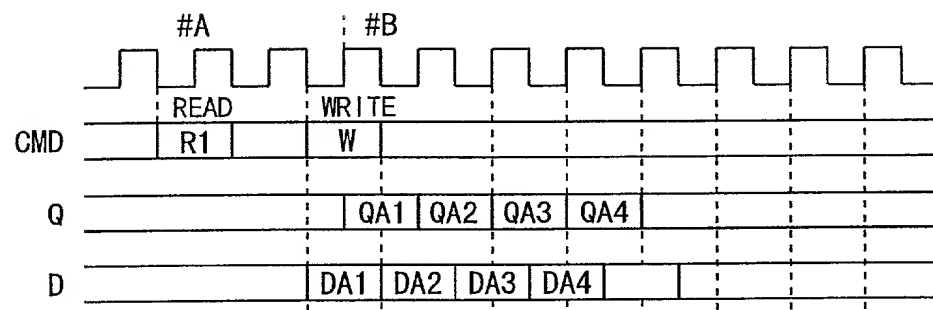 #A #B
READ WRITE
CMD R1 W
Q QA1 QA2 QA3 QA4
D DA1 DA2 DA3 DA4